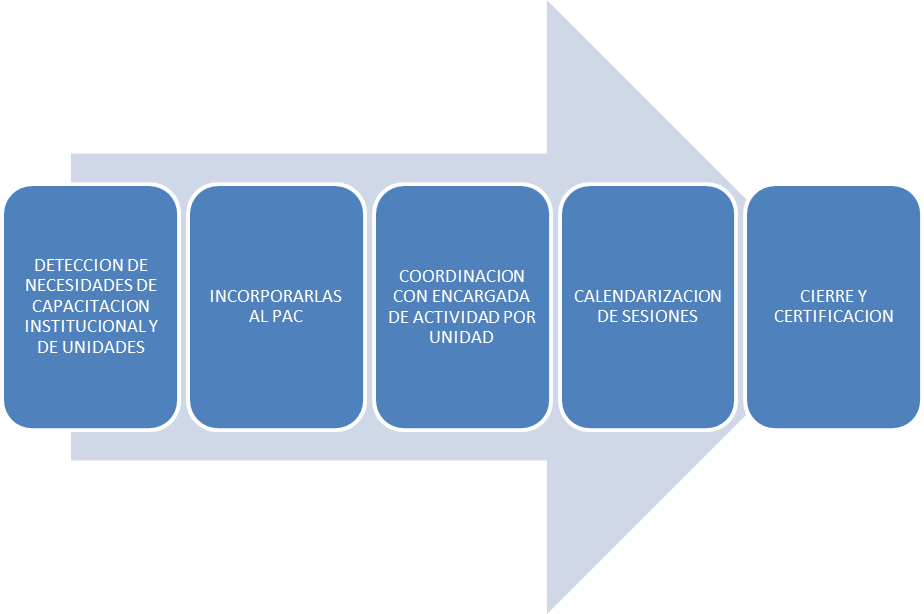 DETECCION DE
NECESIDADES DE
CAPACITACION
INSTITUCIONAL Y
DE UNIDADES
INCORPORARLAS
AL PAC
COORDINACION
CON ENCARGADA
DE ACTIVIDAD POR
UNIDAD
CALENDARIZACION
DE SESIONES
CIERRE Y
CERTIFICACION